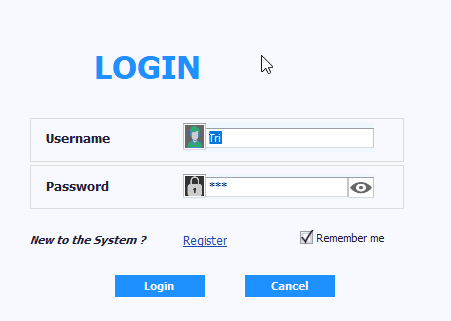 LOGIN
Username Tri
Password ***
New to the System ? Register Remember me
Login Cancel